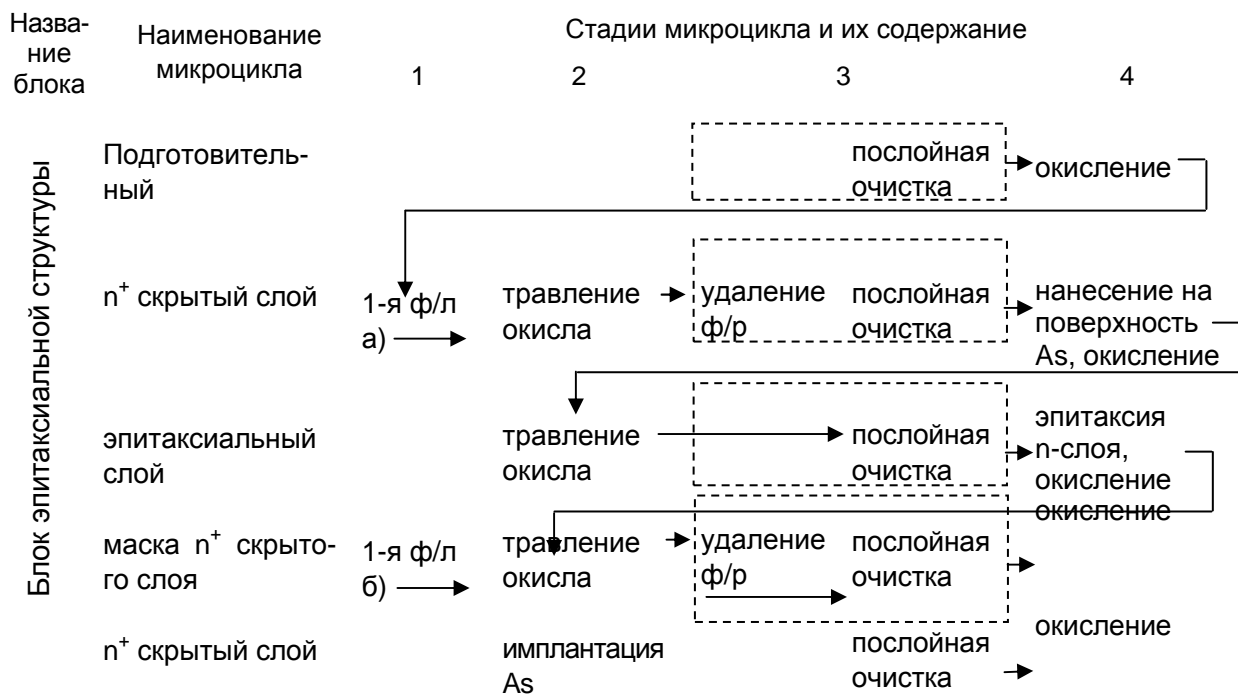 Назва-
ние
блока
Наименование
микроцикла
Стадии микроцикла и их содержание
1
2
3
4
Блок эпитаксиальной структуры
Подготовитель-
ный
послойная
очистка
окисление
n⁺ скрытый слой
1-я ф/л
а)
травление
окисла
удаление
ф/р
послойная
очистка
нанесение на
поверхность
As, окисление
эпитаксиальный
слой
травление
окисла
послойная
очистка
эпитаксия
n-слоя,
окисление
маска n⁺ скрыто-
го слоя
1-я ф/л
б)
травление
окисла
удаление
ф/р
послойная
очистка
окисление
n⁺ скрытый слой
имплантация
As
послойная
очистка
окисление